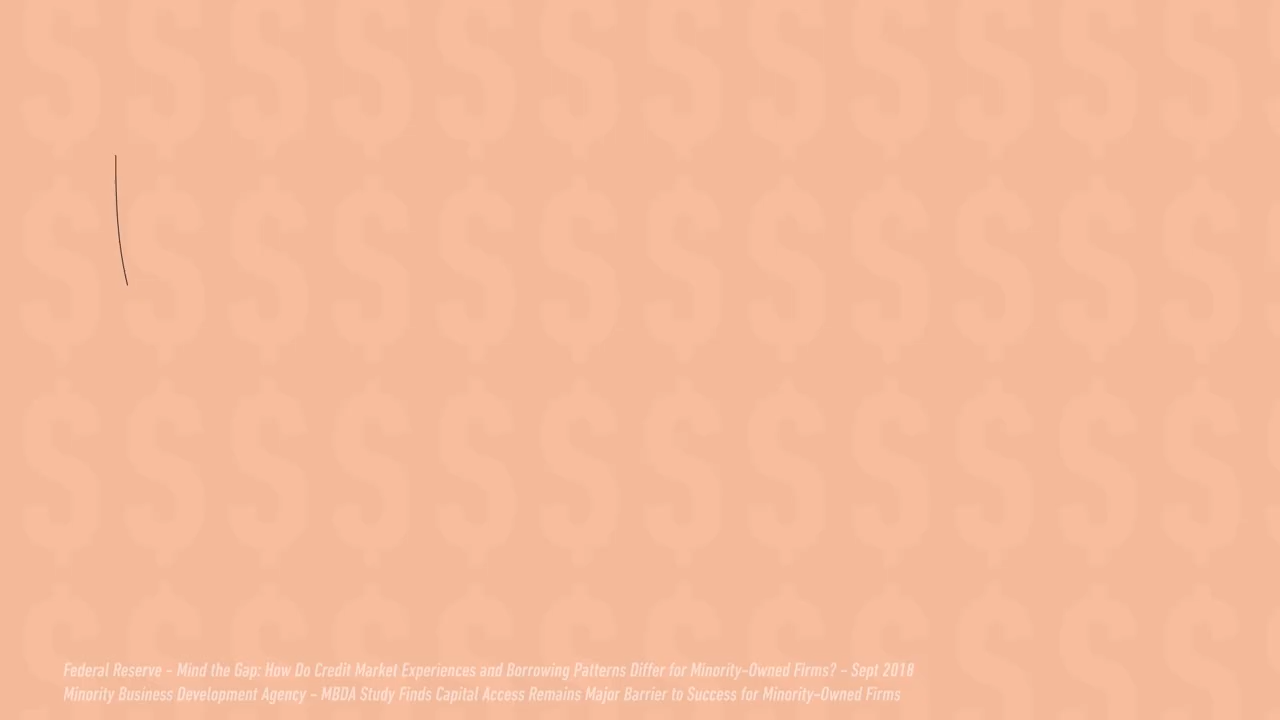 Federal Reserve - Mind the Gap: How Do Credit Market Experiences and Borrowing Patterns Differ for Minority-Owned Firms? - Sept 2018
Minority Business Development Agency - MBDA Study Finds Capital Access Remains Major Barrier to Success for Minority-Owned Firms